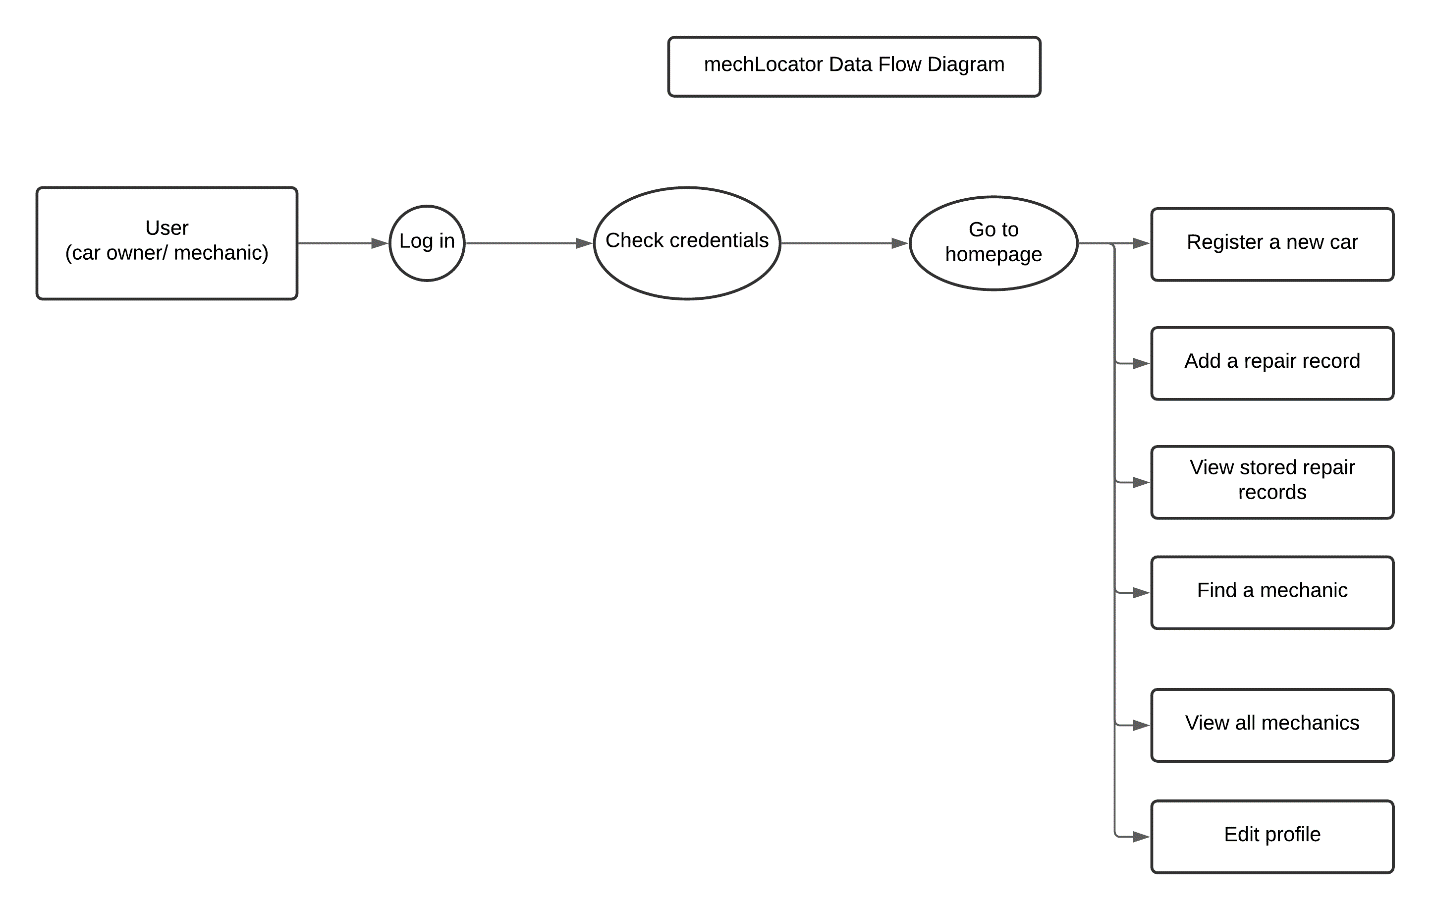 mechLocator Data Flow Diagram
User
(car owner/ mechanic)
Log in
Check credentials
Go to
homepage
Register a new car
Add a repair record
View stored repair
records
Find a mechanic
View all mechanics
Edit profile